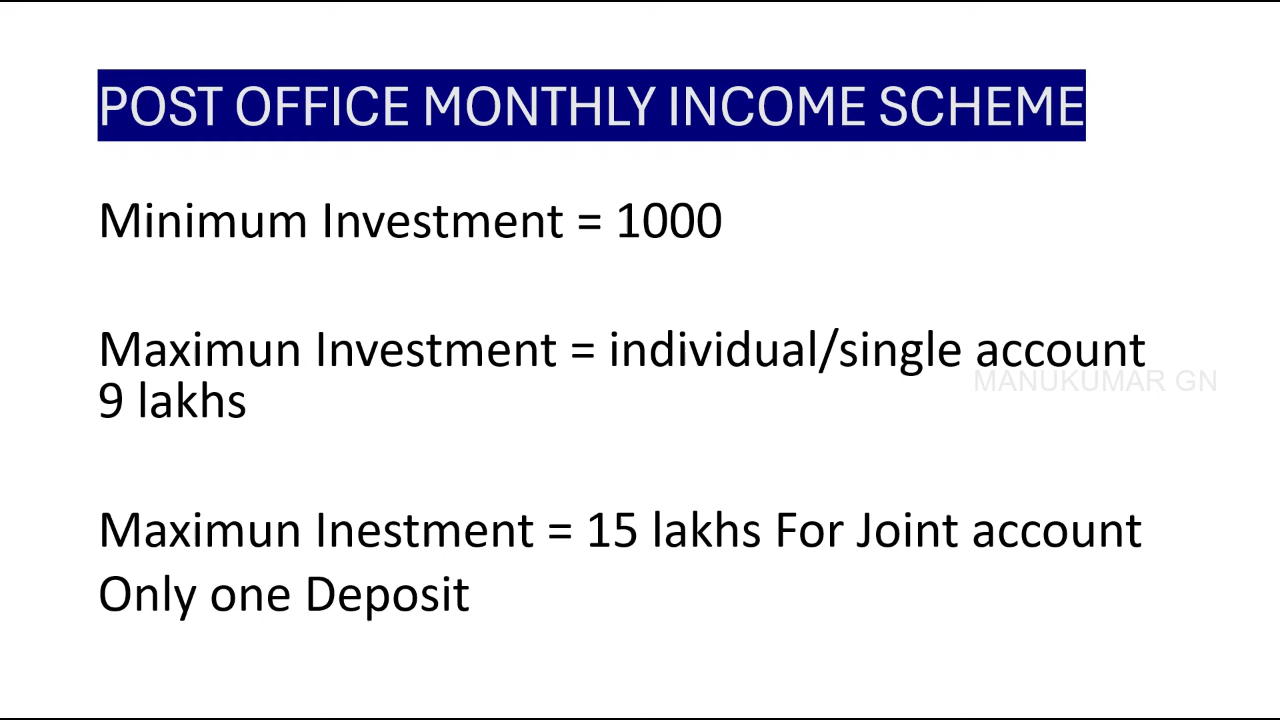 POST OFFICE MONTHLY INCOME SCHEME
Minimum Investment = 1000
Maximun Investment = individual/single account
MANUKUMAR GN
9 lakhs
Maximun Inestment = 15 lakhs For Joint account
Only one Deposit